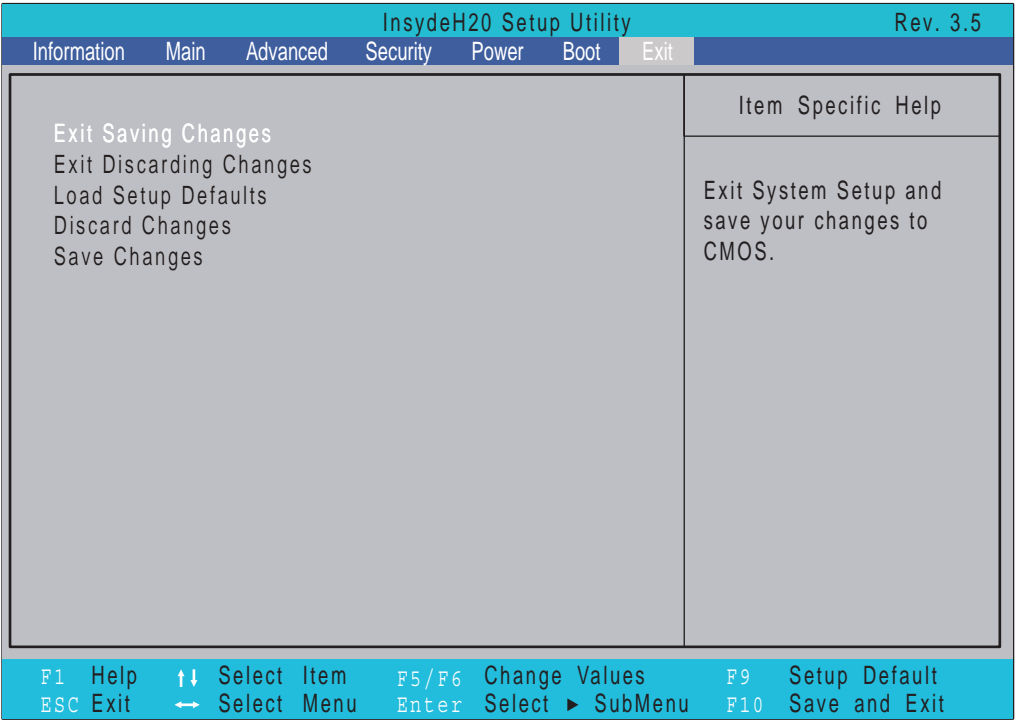 InsydeH20 Setup Utility Rev. 3.5
Information Main Advanced Security Power Boot Exit
Item Specific Help
Exit Saving Changes
Exit Discarding Changes
Load Setup Defaults
Discard Changes
Save Changes
Exit System Setup and
save your changes to
CMOS.
F1 Help ↑↓ Select Item F5/F6 Change Values F9 Setup Default
ESC Exit ↔ Select Menu Enter Select ► SubMenu F10 Save and Exit